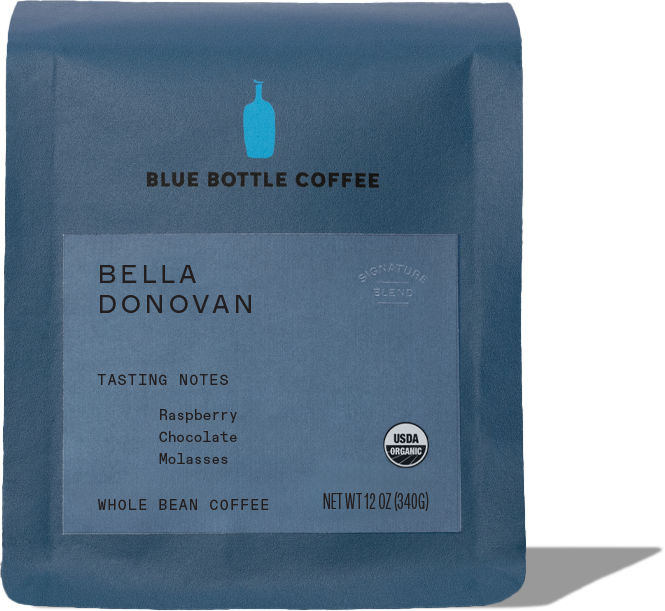 BLUE BOTTLE COFFEE
BELLA
DONOVAN
SIGNATURE
BLEND
TASTING NOTES
Raspberry
Chocolate
Molasses
USDA
ORGANIC
WHOLE BEAN COFFEE
NET WT 12 OZ (340G)